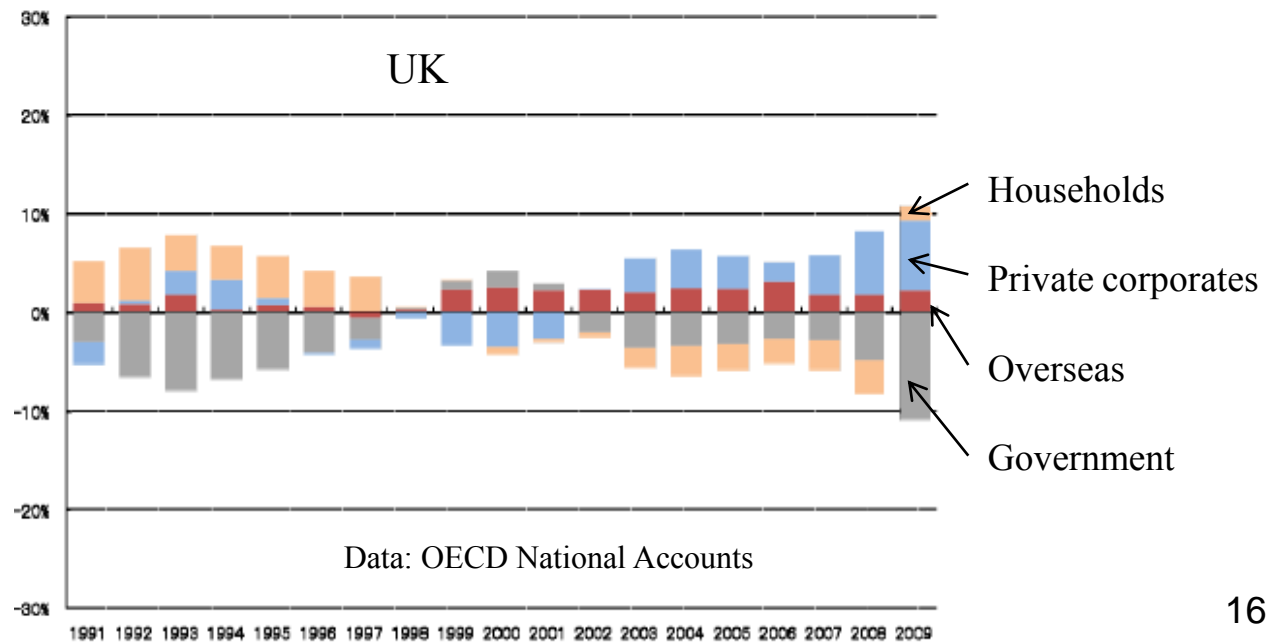 30%
UK
20%
10%
Households
Private corporates
0%
Overseas
-10%
Government
-20%
Data: OECD National Accounts
-30%
1991 1992 1993 1994 1995 1996 1997 1998 1999 2000 2001 2002 2003 2004 2005 2006 2007 2008 2009
16